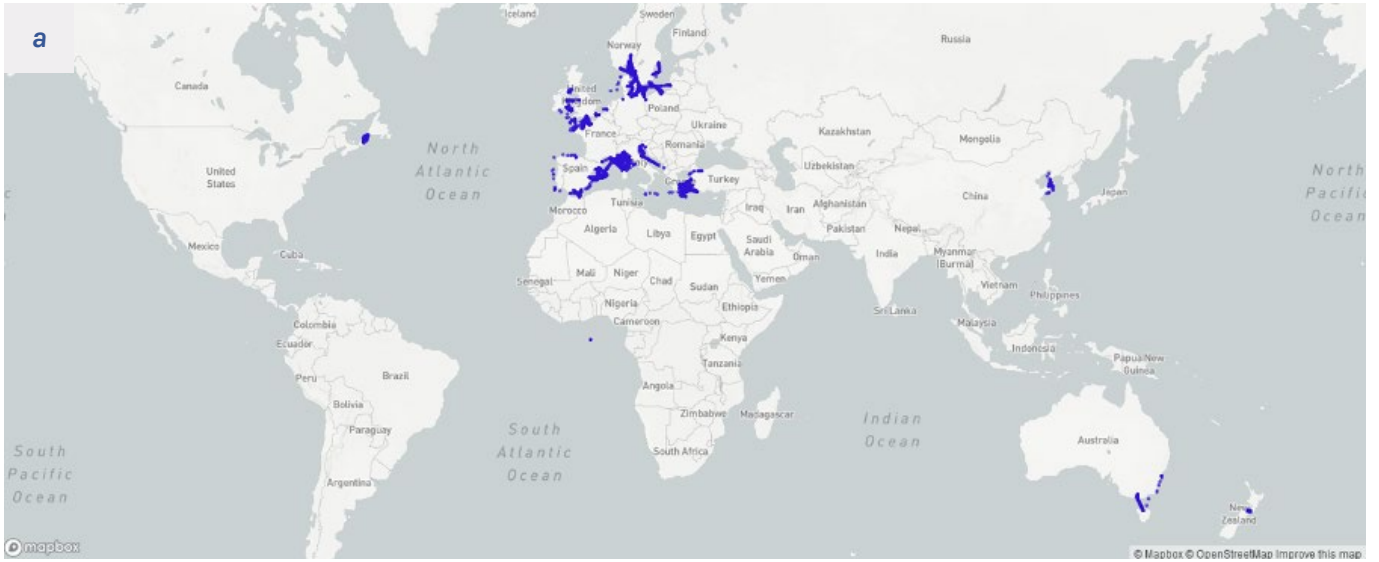 a
Iceland
Sweden
Finland
Norway
Russia
Canada
United
Kingdom
Poland
Ukraine
France
Romania
Kazakhstan
Mongolia
North
Atlantic
Ocean
Uzbekistan
United
States
Spain
Italy
Turkey
China
Japan
North
Pacific
Ocean
Morocco
Tunisia
Iraq
Iran
Afghanistan
Algeria
Libya
Egypt
Pakistan
Nepal
Mexico
Cuba
Saudi
Arabia
Oman
India
Myanmar
(Burma)
Senegal
Mali
Niger
Chad
Sudan
Yemen
Vietnam
Philippines
Nigeria
Ethiopia
Sri Lanka
Cameroon
Colombia
Malaysia
Ecuador
Kenya
Indonesia
Papua New
Guinea
Peru
Brazil
Tanzania
Angola
Bolivia
Zimbabwe
Madagascar
Paraguay
South
Atlantic
Ocean
Indian
Ocean
Australia
South
Pacific
Ocean
South Africa
Argentina
New
Zealand
mapbox
© Mapbox © OpenStreetMap Improve this map